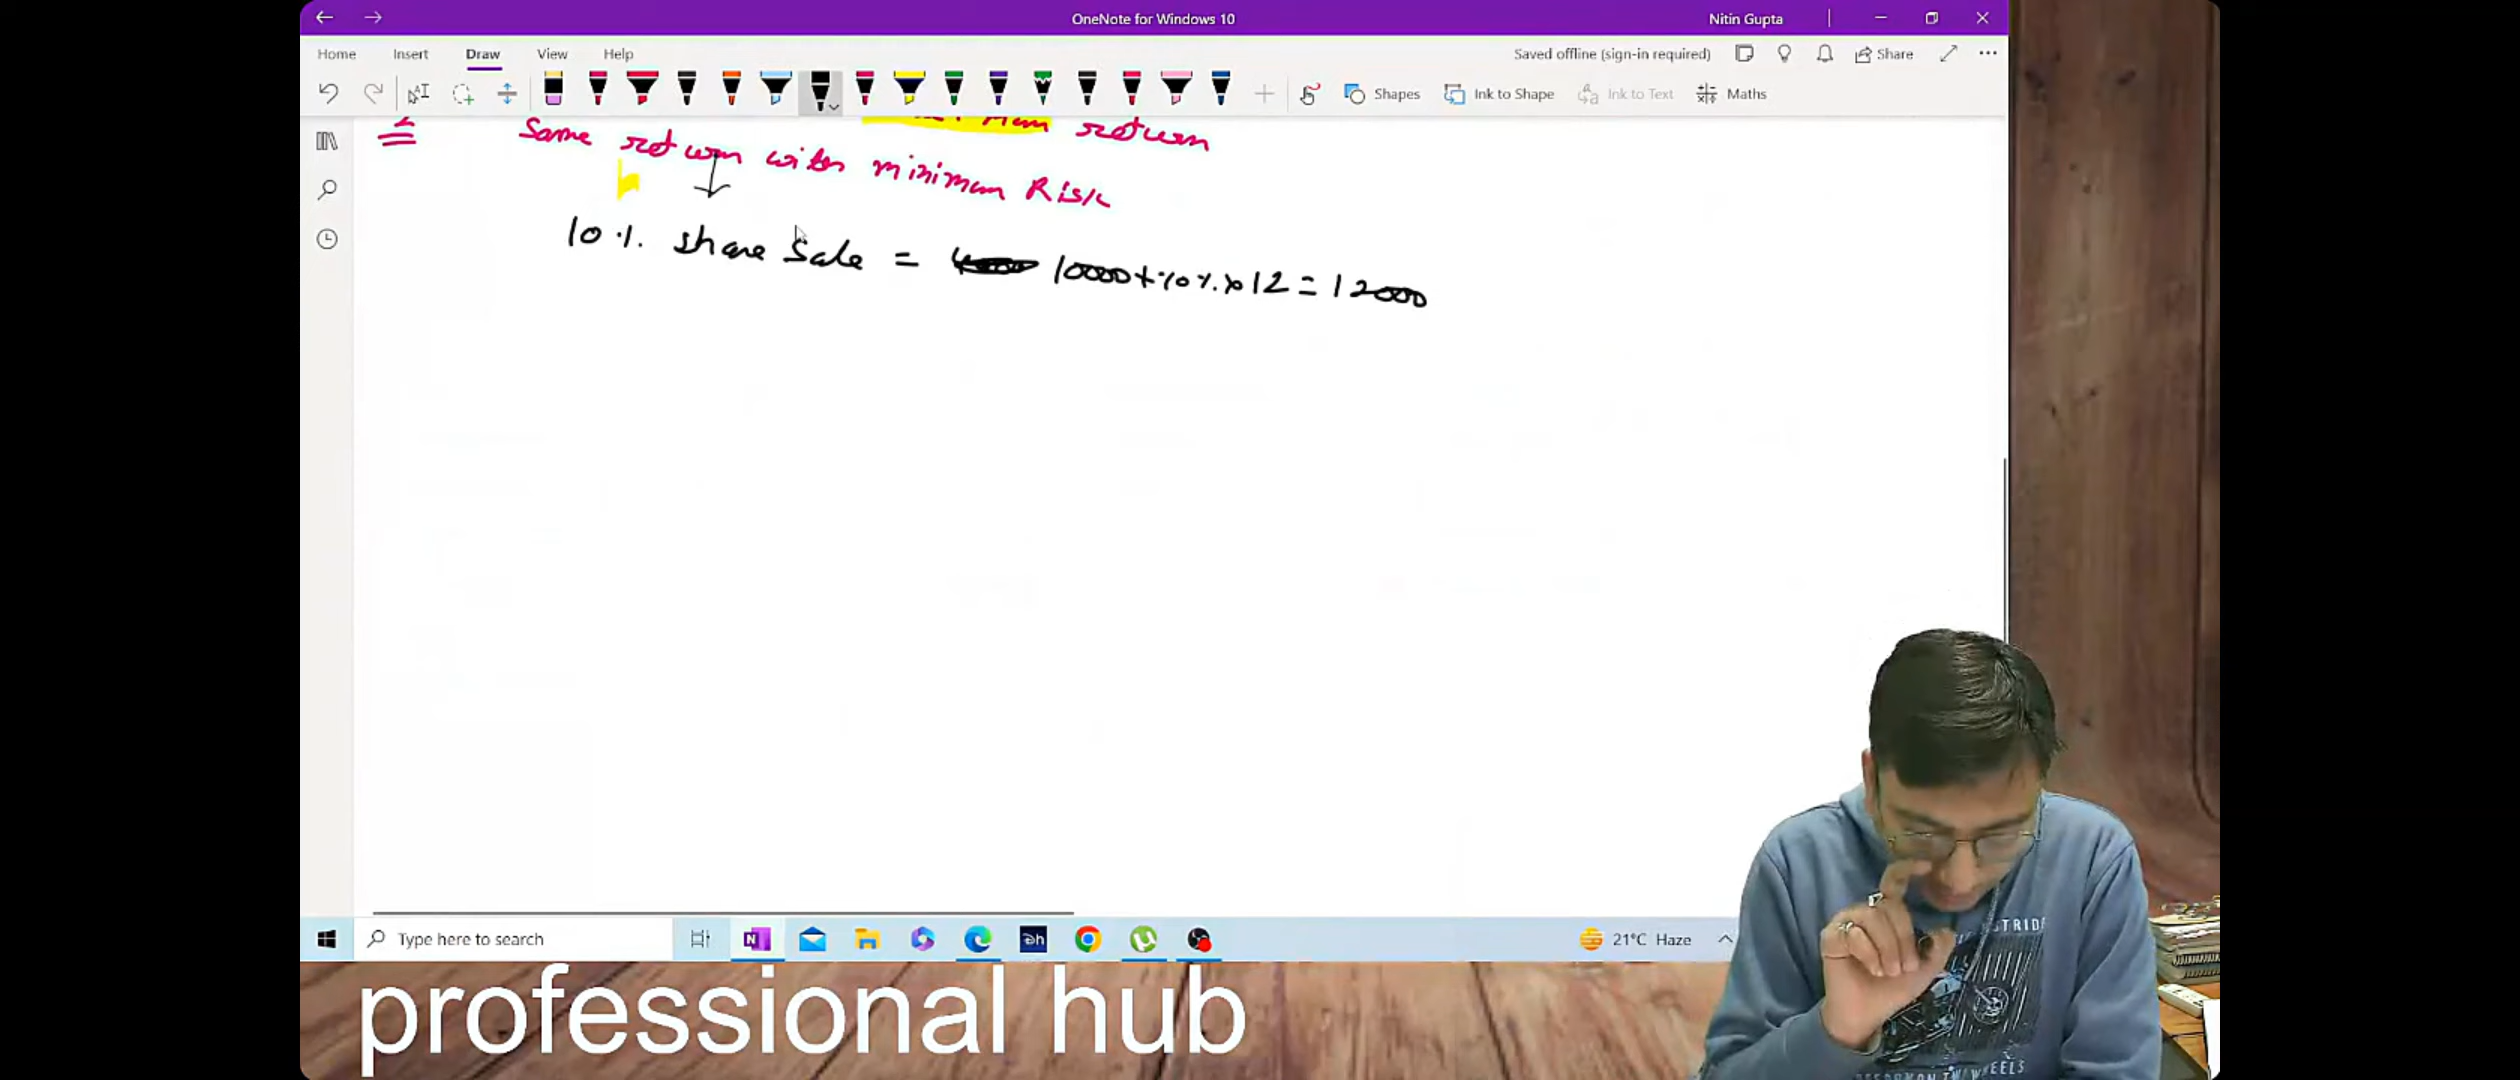 OneNote for Windows 10
Nitin Gupta
Home Insert Draw View Help
Saved offline (sign-in required) Share
Shapes Ink to Shape Ink to Text Maths
return
Same return with minimum Risk
10%. share Sale = 10000 × 10% × 12 = 12000
Type here to search
21°C Haze
STRIDE
WHEELS
professional hub